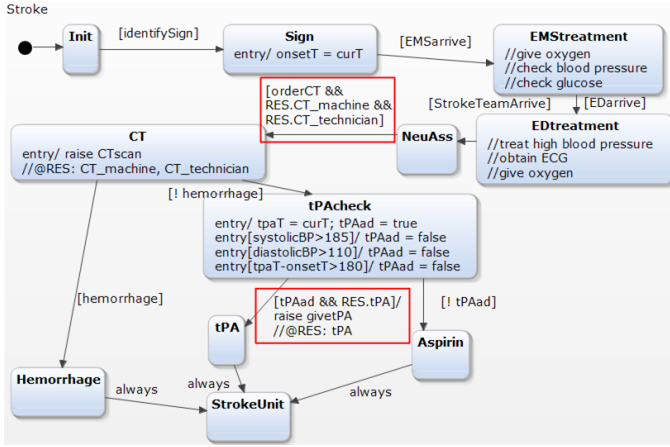 Stroke
Init
[identifySign]
Sign
entry/ onsetT = curT
[EMSarrive]
EMStreatment
//give oxygen
//check blood pressure
//check glucose
[orderCT &&
RES.CT_machine &&
RES.CT_technician]
[StrokeTeamArrive]
[EDarrive]
CT
entry/ raise CTscan
//@RES: CT_machine, CT_technician
NeuAss
EDtreatment
//treat high blood pressure
//obtain ECG
//give oxygen
[! hemorrhage]
tPAcheck
entry/ tpaT = curT; tPAad = true
entry[systolicBP>185]/ tPAad = false
entry[diastolicBP>110]/ tPAad = false
entry[tpaT-onsetT>180]/ tPAad = false
[hemorrhage]
[tPAad && RES.tPA]/
raise givetPA
//@RES: tPA
[! tPAad]
tPA
Aspirin
Hemorrhage
always
always
always
StrokeUnit